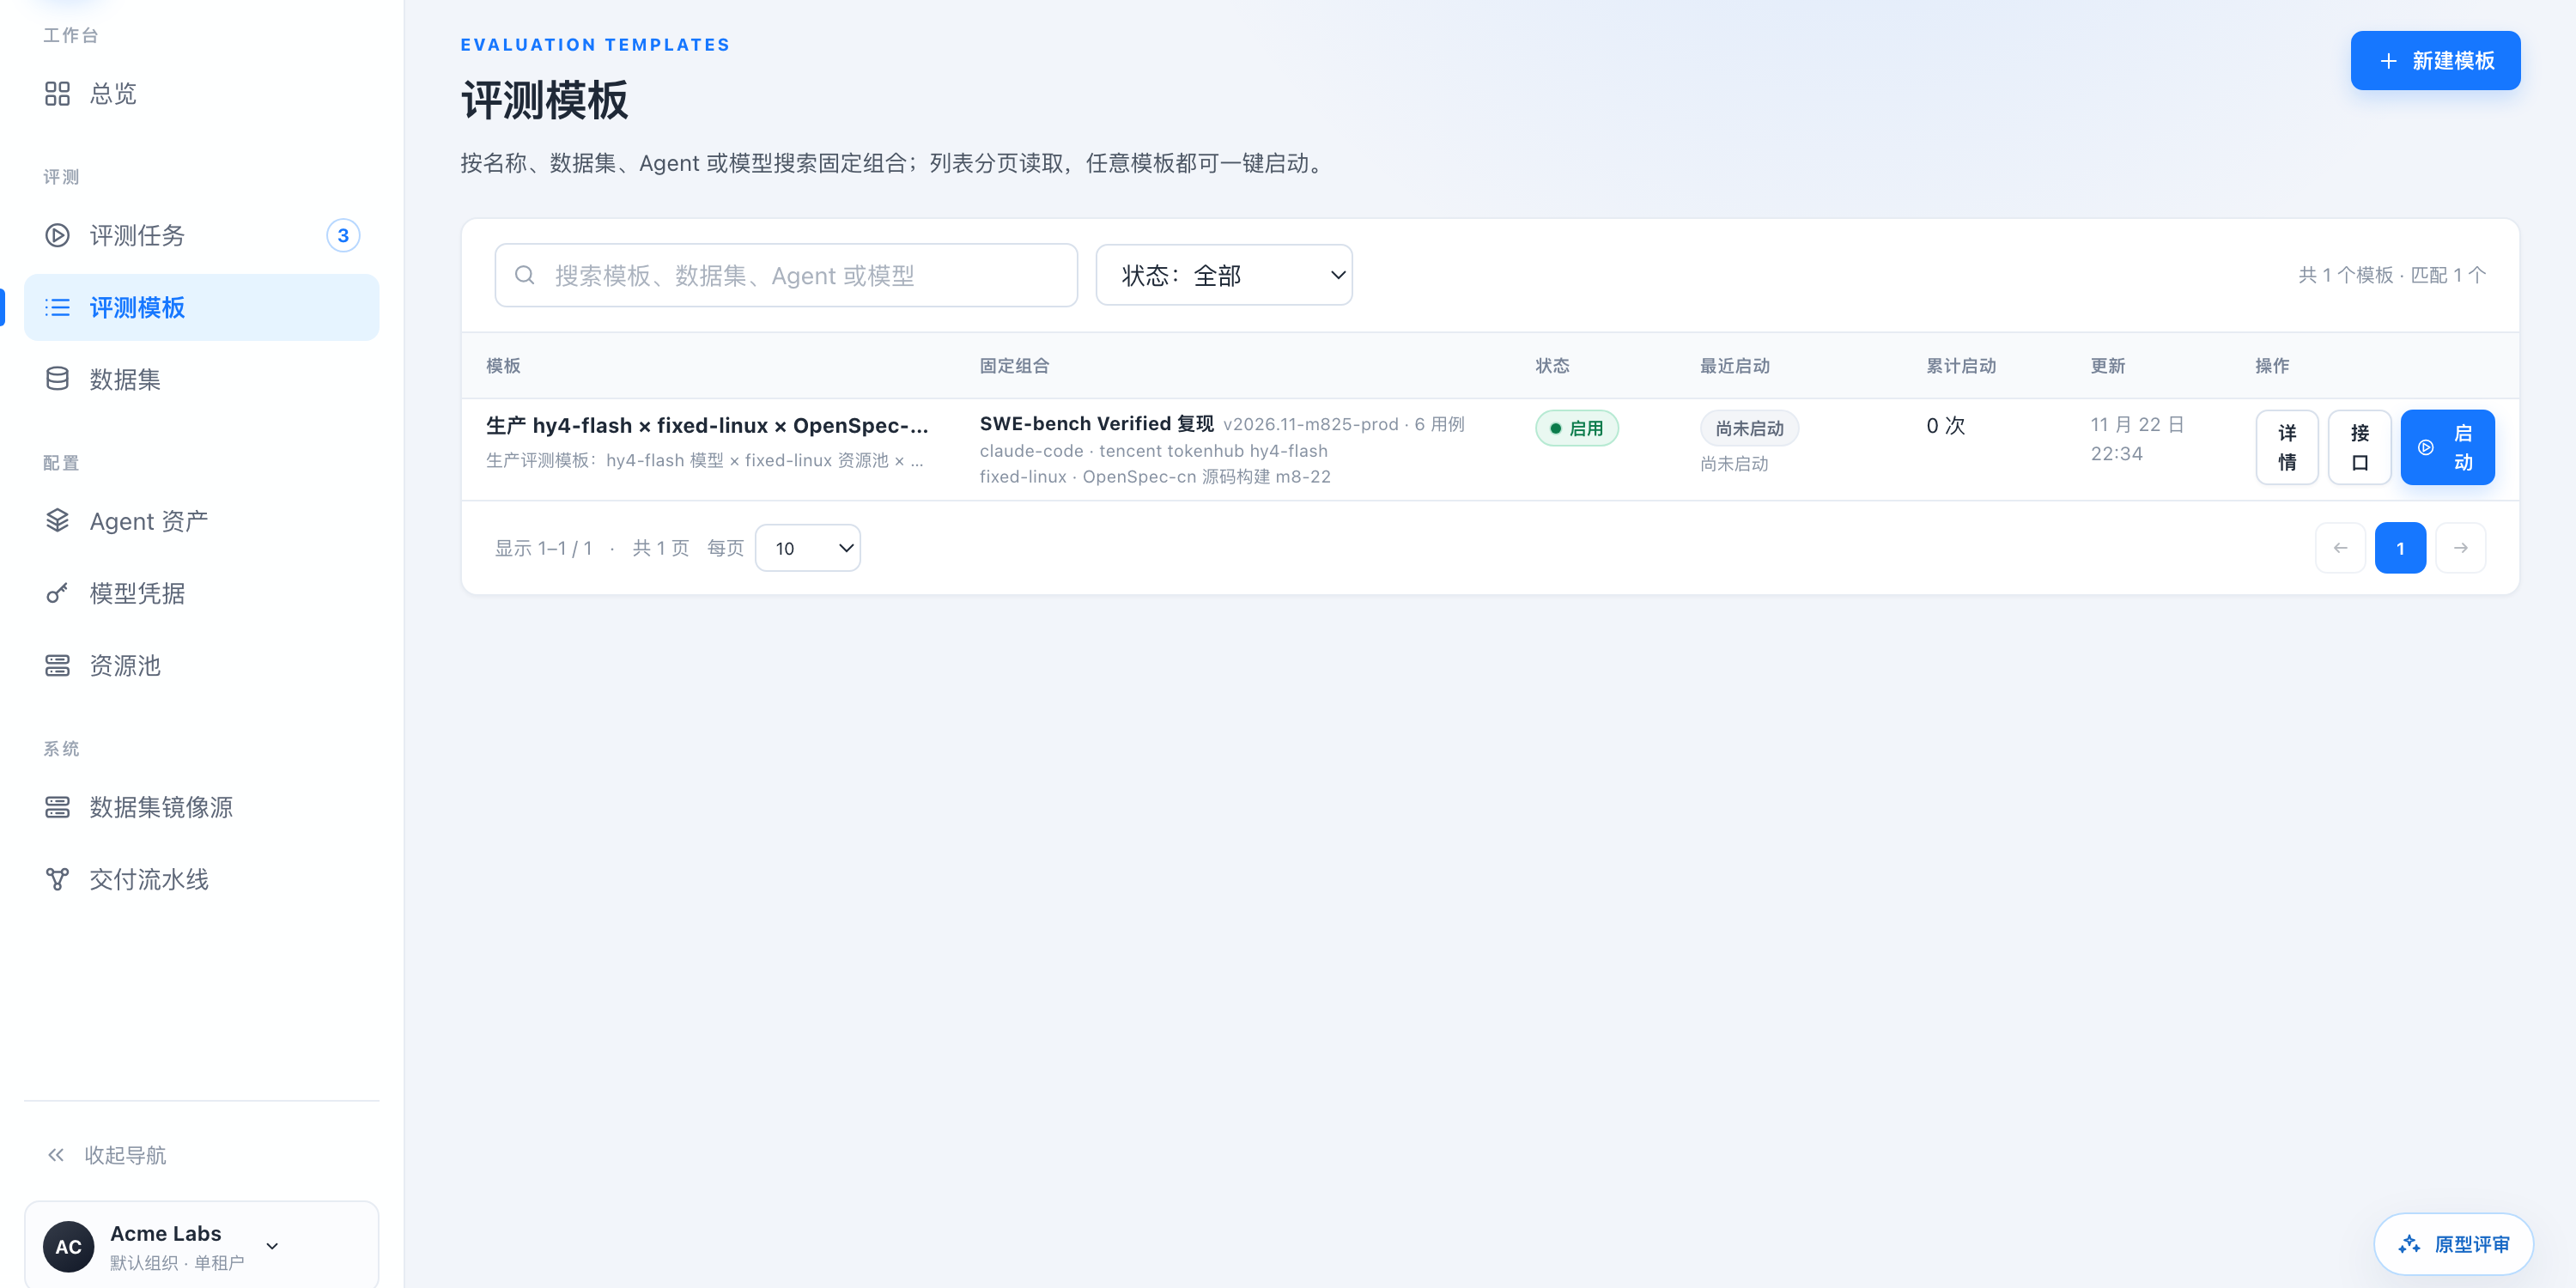 工作台
总览
评测
评测任务
3
评测模板
数据集
配置
Agent 资产
模型凭据
资源池
系统
数据集镜像源
交付流水线
收起导航
AC
Acme Labs
默认组织 · 单租户
EVALUATION TEMPLATES
评测模板
按名称、数据集、Agent 或模型搜索固定组合；列表分页读取，任意模板都可一键启动。
新建模板
搜索模板、数据集、Agent 或模型
状态：全部
共 1 个模板 · 匹配 1 个
模板
固定组合
状态
最近启动
累计启动
更新
操作
生产 hy4-flash × fixed-linux × OpenSpec-...
生产评测模板：hy4-flash 模型 × fixed-linux 资源池 × ...
SWE-bench Verified 复现 v2026.11-m825-prod · 6 用例
claude-code · tencent tokenhub hy4-flash
fixed-linux · OpenSpec-cn 源码构建 m8-22
启用
尚未启动
尚未启动
0 次
11 月 22 日
22:34
详
情
接
口
启
动
显示 1–1 / 1 · 共 1 页 每页
10
←
1
→
原型评审